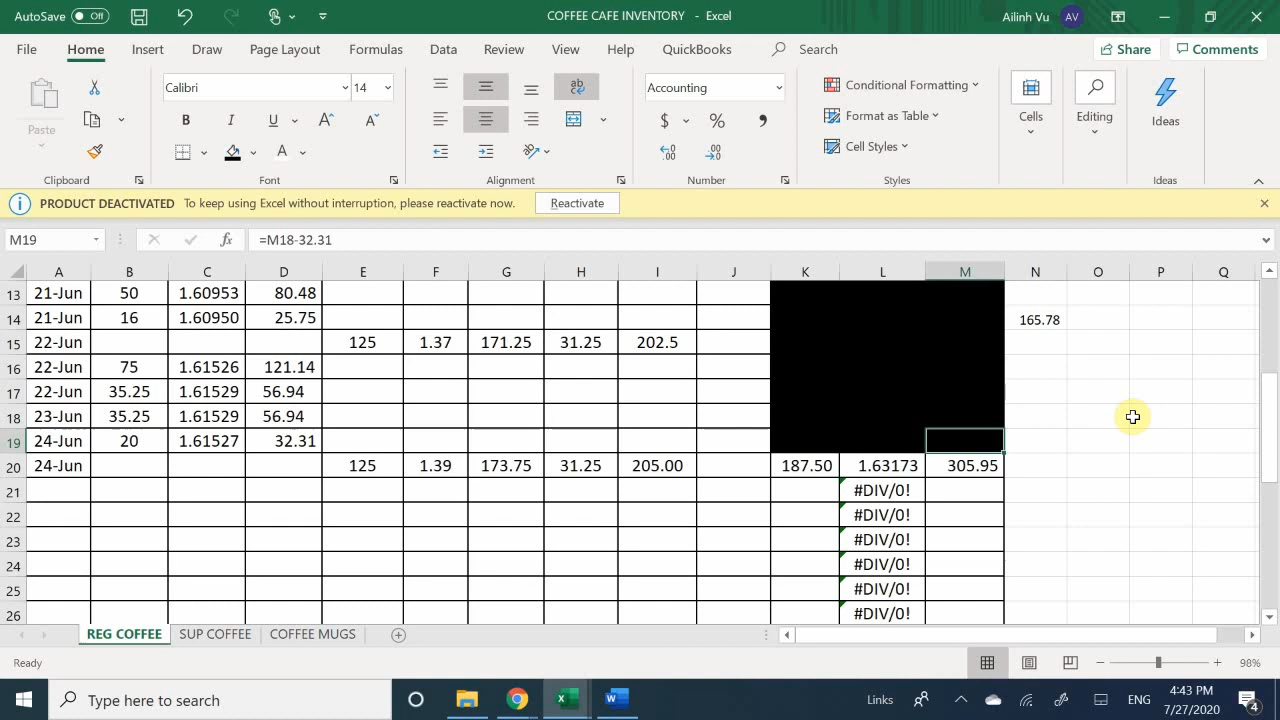 AutoSave Off COFFEE CAFE INVENTORY - Excel Ailinh Vu AV
File Home Insert Draw Page Layout Formulas Data Review View Help QuickBooks Search Share Comments
Paste Calibri 14 Accounting Conditional Formatting
B I U A A $ % , Format as Table Cells Editing Ideas
Cell Styles
Clipboard Font Alignment Number Styles Ideas
PRODUCT DEACTIVATED To keep using Excel without interruption, please reactivate now. Reactivate
M19 fx =M18-32.31
A B C D E F G H I J K L M N O P Q
13 21-Jun 50 1.60953 80.48
14 21-Jun 16 1.60950 25.75 165.78
15 22-Jun 125 1.37 171.25 31.25 202.5
16 22-Jun 75 1.61526 121.14
17 22-Jun 35.25 1.61529 56.94
18 23-Jun 35.25 1.61529 56.94
19 24-Jun 20 1.61527 32.31
20 24-Jun 125 1.39 173.75 31.25 205.00 187.50 1.63173 305.95
21 #DIV/0!
22 #DIV/0!
23 #DIV/0!
24 #DIV/0!
25 #DIV/0!
26 #DIV/0!
REG COFFEE SUP COFFEE COFFEE MUGS
Ready 98%
Type here to search Links ENG 4:43 PM
7/27/2020 4